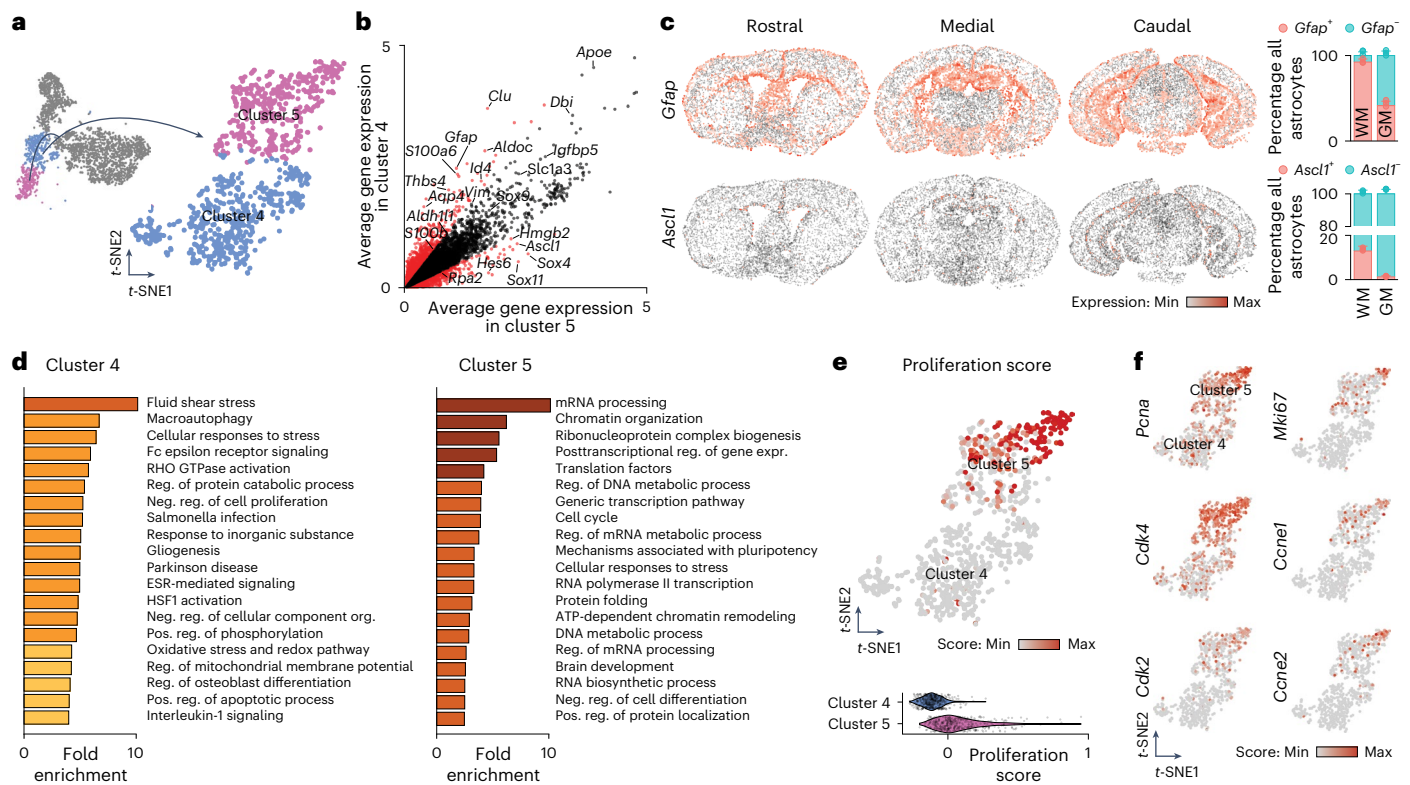 a
Cluster 5
Cluster 4
t-SNE2
t-SNE1
b
5
Average gene expression
in cluster 4
Apoe
Clu
Dbi
Gfap
S100a6
Aldoc
Igfbp5
Id4
Slc1a3
Thbs4
Aqp4
Vim
Sox9
Aldh1l1
S100b
Hmgb2
Ascl1
Hes6
Sox4
Rpa2
Sox11
0
0
5
Average gene expression
in cluster 5
c
Rostral
Medial
Caudal
Gfap
Ascl1
Expression: Min
Max
Gfap+
Gfap−
Percentage all
astrocytes
100
0
WM
GM
Ascl1+
Ascl1−
Percentage all
astrocytes
100
80
20
0
WM
GM
d
Cluster 4
Fluid shear stress
Macroautophagy
Cellular responses to stress
Fc epsilon receptor signaling
RHO GTPase activation
Reg. of protein catabolic process
Neg. reg. of cell proliferation
Salmonella infection
Response to inorganic substance
Gliogenesis
Parkinson disease
ESR-mediated signaling
HSF1 activation
Neg. reg. of cellular component org.
Pos. reg. of phosphorylation
Oxidative stress and redox pathway
Reg. of mitochondrial membrane potential
Reg. of osteoblast differentiation
Pos. reg. of apoptotic process
Interleukin-1 signaling
0
10
Fold
enrichment
Cluster 5
mRNA processing
Chromatin organization
Ribonucleoprotein complex biogenesis
Posttranscriptional reg. of gene expr.
Translation factors
Reg. of DNA metabolic process
Generic transcription pathway
Cell cycle
Reg. of mRNA metabolic process
Mechanisms associated with pluripotency
Cellular responses to stress
RNA polymerase II transcription
Protein folding
ATP-dependent chromatin remodeling
DNA metabolic process
Reg. of mRNA processing
Brain development
RNA biosynthetic process
Neg. reg. of cell differentiation
Pos. reg. of protein localization
0
10
Fold
enrichment
e
Proliferation score
Cluster 5
Cluster 4
t-SNE2
t-SNE1
Score: Min
Max
Cluster 4
Cluster 5
0
1
Proliferation
score
f
Pcna
Cluster 5
Cluster 4
Mki67
Cdk4
Ccne1
Cdk2
Ccne2
t-SNE2
t-SNE1
Score: Min
Max